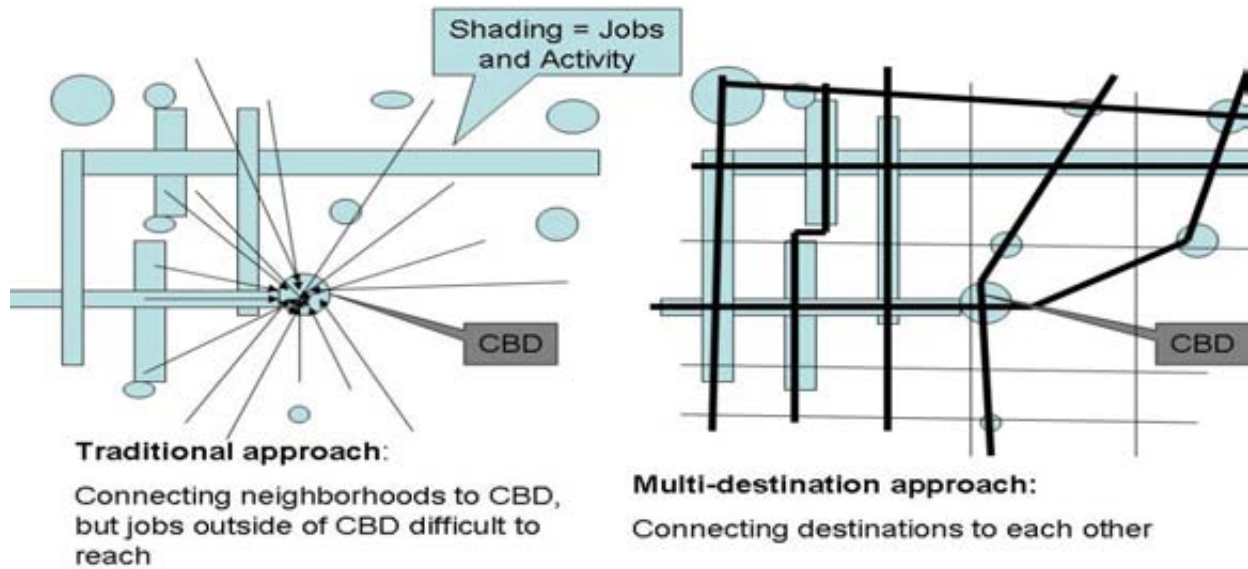 Shading = Jobs
and Activity
CBD
Traditional approach:
Connecting neighborhoods to CBD,
but jobs outside of CBD difficult to
reach
CBD
Multi-destination approach:
Connecting destinations to each other